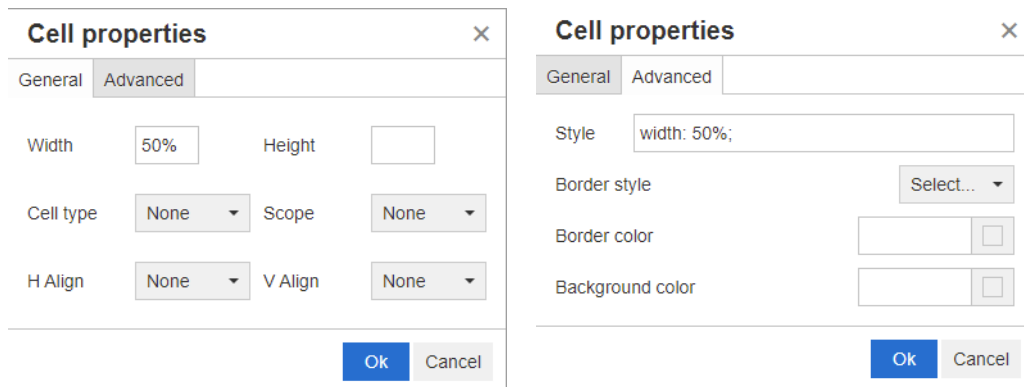 Cell properties ×
General Advanced
Width 50% Height
Cell type None Scope None
H Align None V Align None
Ok Cancel
Cell properties ×
General Advanced
Style width: 50%;
Border style Select...
Border color
Background color
Ok Cancel